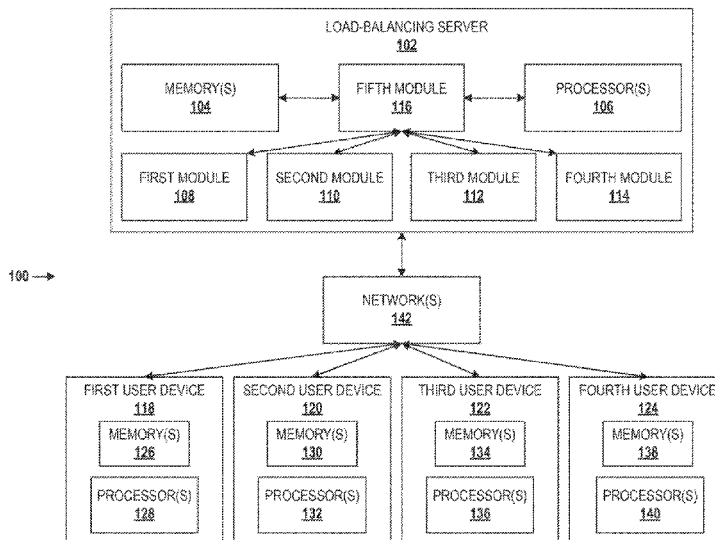 LOAD-BALANCING SERVER
102
MEMORY(S)
104
FIFTH MODULE
116
PROCESSOR(S)
106
FIRST MODULE
108
SECOND MODULE
110
THIRD MODULE
112
FOURTH MODULE
114
100
NETWORK(S)
142
FIRST USER DEVICE
118
MEMORY(S)
126
PROCESSOR(S)
128
SECOND USER DEVICE
120
MEMORY(S)
130
PROCESSOR(S)
132
THIRD USER DEVICE
122
MEMORY(S)
134
PROCESSOR(S)
136
FOURTH USER DEVICE
124
MEMORY(S)
138
PROCESSOR(S)
140